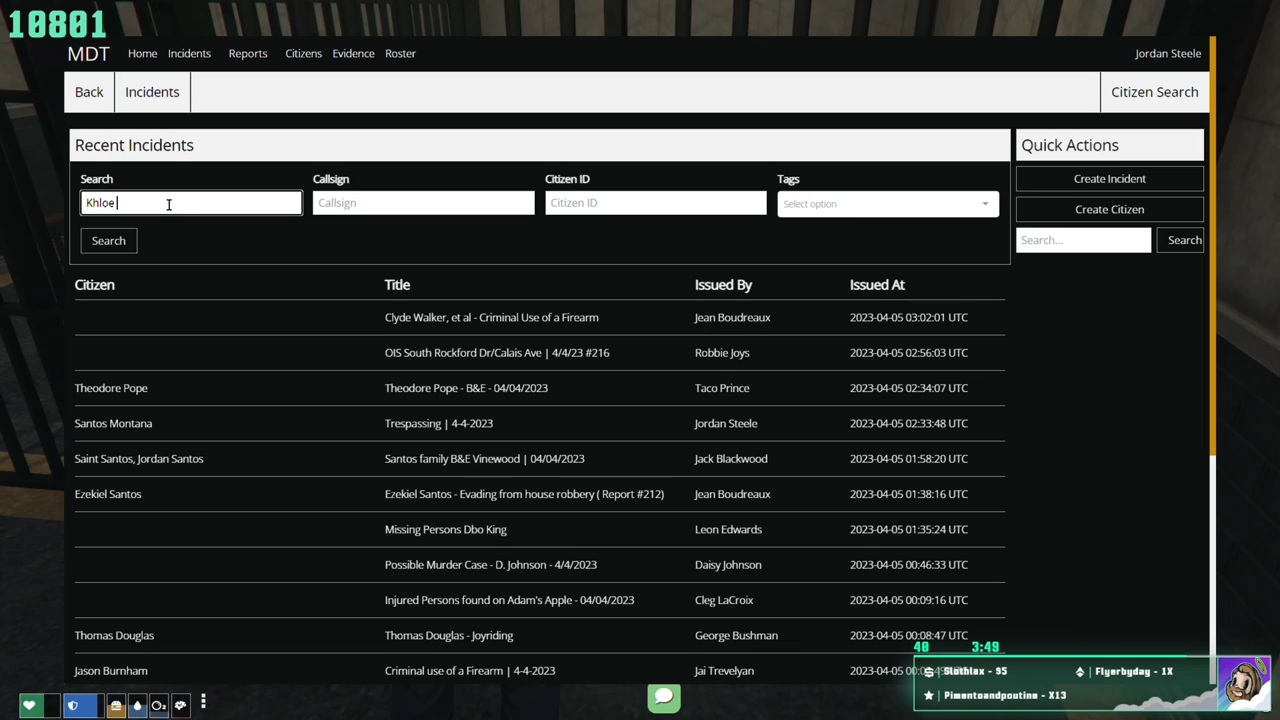 10801
MDT Home Incidents Reports Citizens Evidence Roster Jordan Steele
Back Incidents Citizen Search
Recent Incidents
Quick Actions
Search Callsign Citizen ID Tags
Khloe Callsign Citizen ID Select option
Create Incident
Create Citizen
Search
Search... Search
Citizen Title Issued By Issued At
Clyde Walker, et al - Criminal Use of a Firearm Jean Boudreaux 2023-04-05 03:02:01 UTC
OIS South Rockford Dr/Calais Ave | 4/4/23 #216 Robbie Joys 2023-04-05 02:56:03 UTC
Theodore Pope Theodore Pope - B&E - 04/04/2023 Taco Prince 2023-04-05 02:34:07 UTC
Santos Montana Trespassing | 4-4-2023 Jordan Steele 2023-04-05 02:33:48 UTC
Saint Santos, Jordan Santos Santos family B&E Vinewood | 04/04/2023 Jack Blackwood 2023-04-05 01:58:20 UTC
Ezekiel Santos Ezekiel Santos - Evading from house robbery ( Report #212) Jean Boudreaux 2023-04-05 01:38:16 UTC
Missing Persons Dbo King Leon Edwards 2023-04-05 01:35:24 UTC
Possible Murder Case - D. Johnson - 4/4/2023 Daisy Johnson 2023-04-05 00:46:33 UTC
Injured Persons found on Adam's Apple - 04/04/2023 Cleg LaCroix 2023-04-05 00:09:16 UTC
Thomas Douglas Thomas Douglas - Joyriding George Bushman 2023-04-05 00:08:47 UTC
40 3:49
Jason Burnham Criminal use of a Firearm | 4-4-2023 Jai Trevelyan 2023-04-05
- 95 Flyerbyday - 1X
Pimentoandpoutine - X13
O2